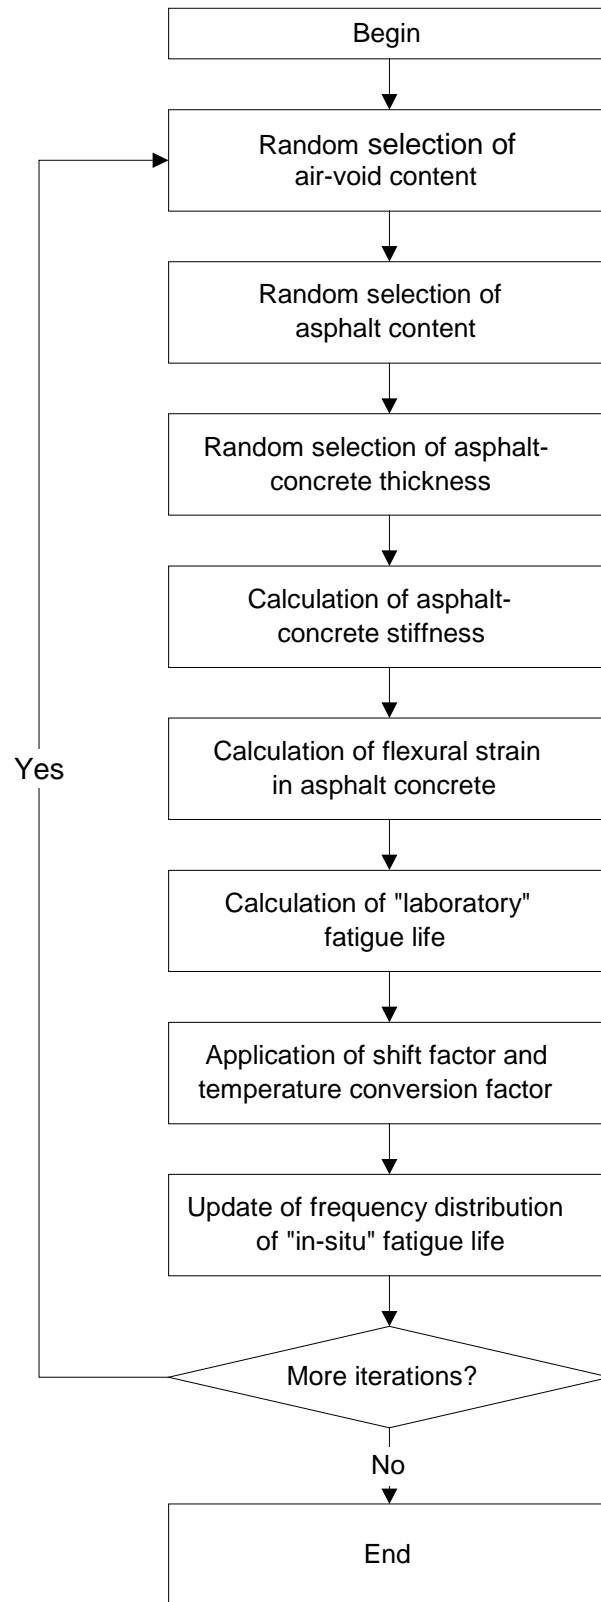 Begin
Random selection of
air-void content
Random selection of
asphalt content
Random selection of asphalt-
concrete thickness
Calculation of asphalt-
concrete stiffness
Calculation of flexural strain
in asphalt concrete
Yes
Calculation of "laboratory"
fatigue life
Application of shift factor and
temperature conversion factor
Update of frequency distribution
of "in-situ" fatigue life
More iterations?
No
End